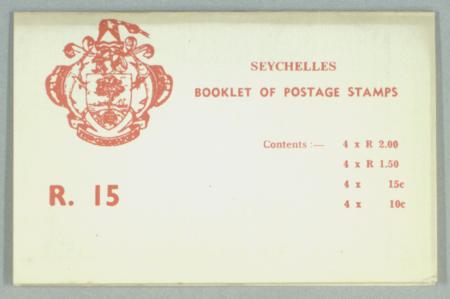 SEYCHELLES
BOOKLET OF POSTAGE STAMPS
Contents :— 4 x R 2.00
4 x R 1.50
4 x 15c
4 x 10c
R. 15